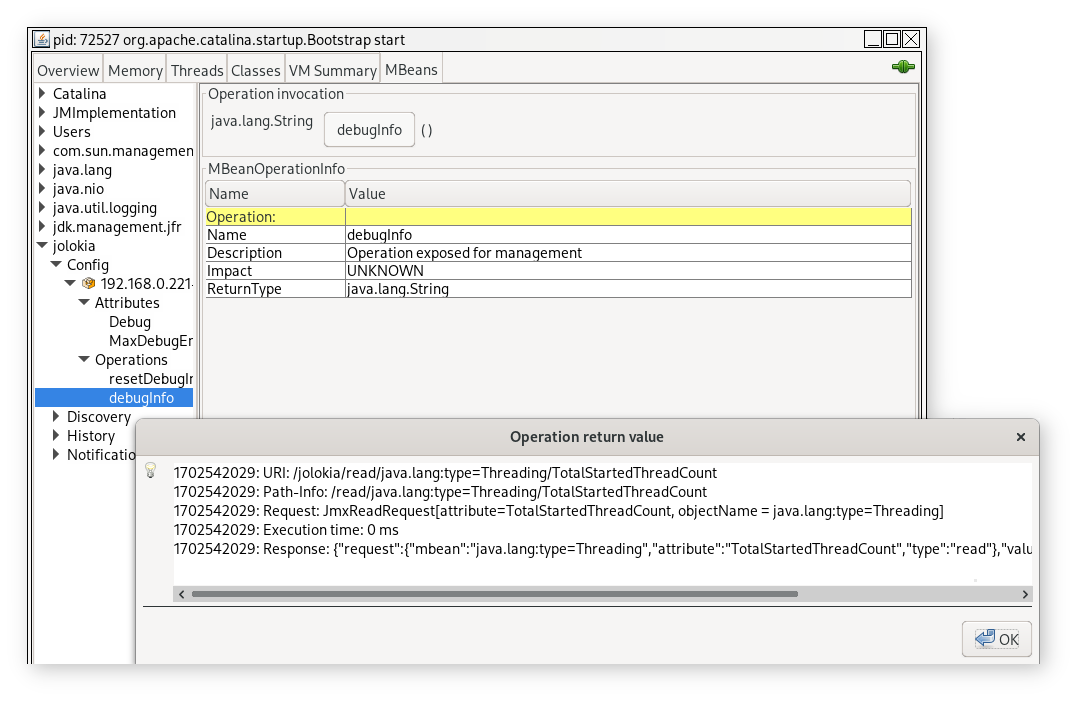 pid: 72527 org.apache.catalina.startup.Bootstrap start
Overview Memory Threads Classes VM Summary MBeans
Catalina
JMImplementation
Users
com.sun.managemen
java.lang
java.nio
java.util.logging
jdk.management.jfr
jolokia
Config
192.168.0.221-
Attributes
Debug
MaxDebugEr
Operations
resetDebugIr
debugInfo
Discovery
History
Notificatio
Operation invocation
java.lang.String debugInfo ()
MBeanOperationInfo
Name Value
Operation:
Name debugInfo
Description Operation exposed for management
Impact UNKNOWN
ReturnType java.lang.String
Operation return value
1702542029: URI: /jolokia/read/java.lang:type=Threading/TotalStartedThreadCount
1702542029: Path-Info: /read/java.lang:type=Threading/TotalStartedThreadCount
1702542029: Request: JmxReadRequest[attribute=TotalStartedThreadCount, objectName = java.lang:type=Threading]
1702542029: Execution time: 0 ms
1702542029: Response: {"request":{"mbean":"java.lang:type=Threading","attribute":"TotalStartedThreadCount","type":"read"},"valu
OK